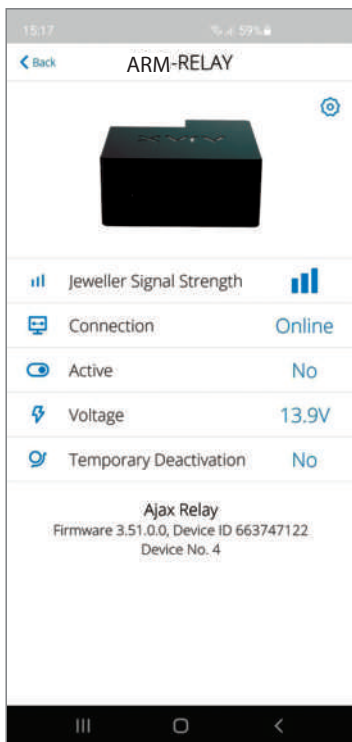 15:17
59%
Back
ARM-RELAY
AJAX
Jeweller Signal Strength
Connection Online
Active No
Voltage 13.9V
Temporary Deactivation No
Ajax Relay
Firmware 3.51.0.0, Device ID 663747122
Device No. 4